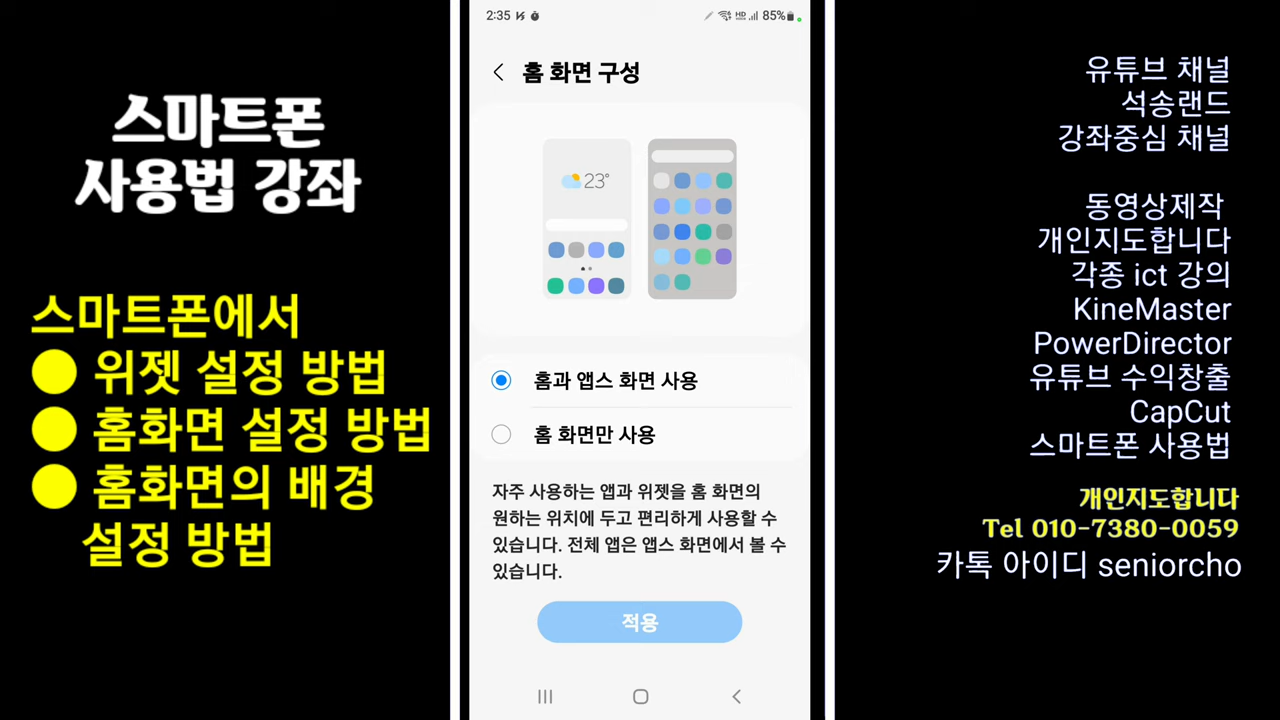 스마트폰
사용법 강좌
스마트폰에서
● 위젯 설정 방법
● 홈화면 설정 방법
● 홈화면의 배경
설정 방법
2:35
HD
85%
홈 화면 구성
23°
홈과 앱스 화면 사용
홈 화면만 사용
자주 사용하는 앱과 위젯을 홈 화면의
원하는 위치에 두고 편리하게 사용할 수
있습니다. 전체 앱은 앱스 화면에서 볼 수
있습니다.
적용
유튜브 채널
석송랜드
강좌중심 채널
동영상제작
개인지도합니다
각종 ict 강의
KineMaster
PowerDirector
유튜브 수익창출
CapCut
스마트폰 사용법
개인지도합니다
Tel 010-7380-0059
카톡 아이디 seniorcho